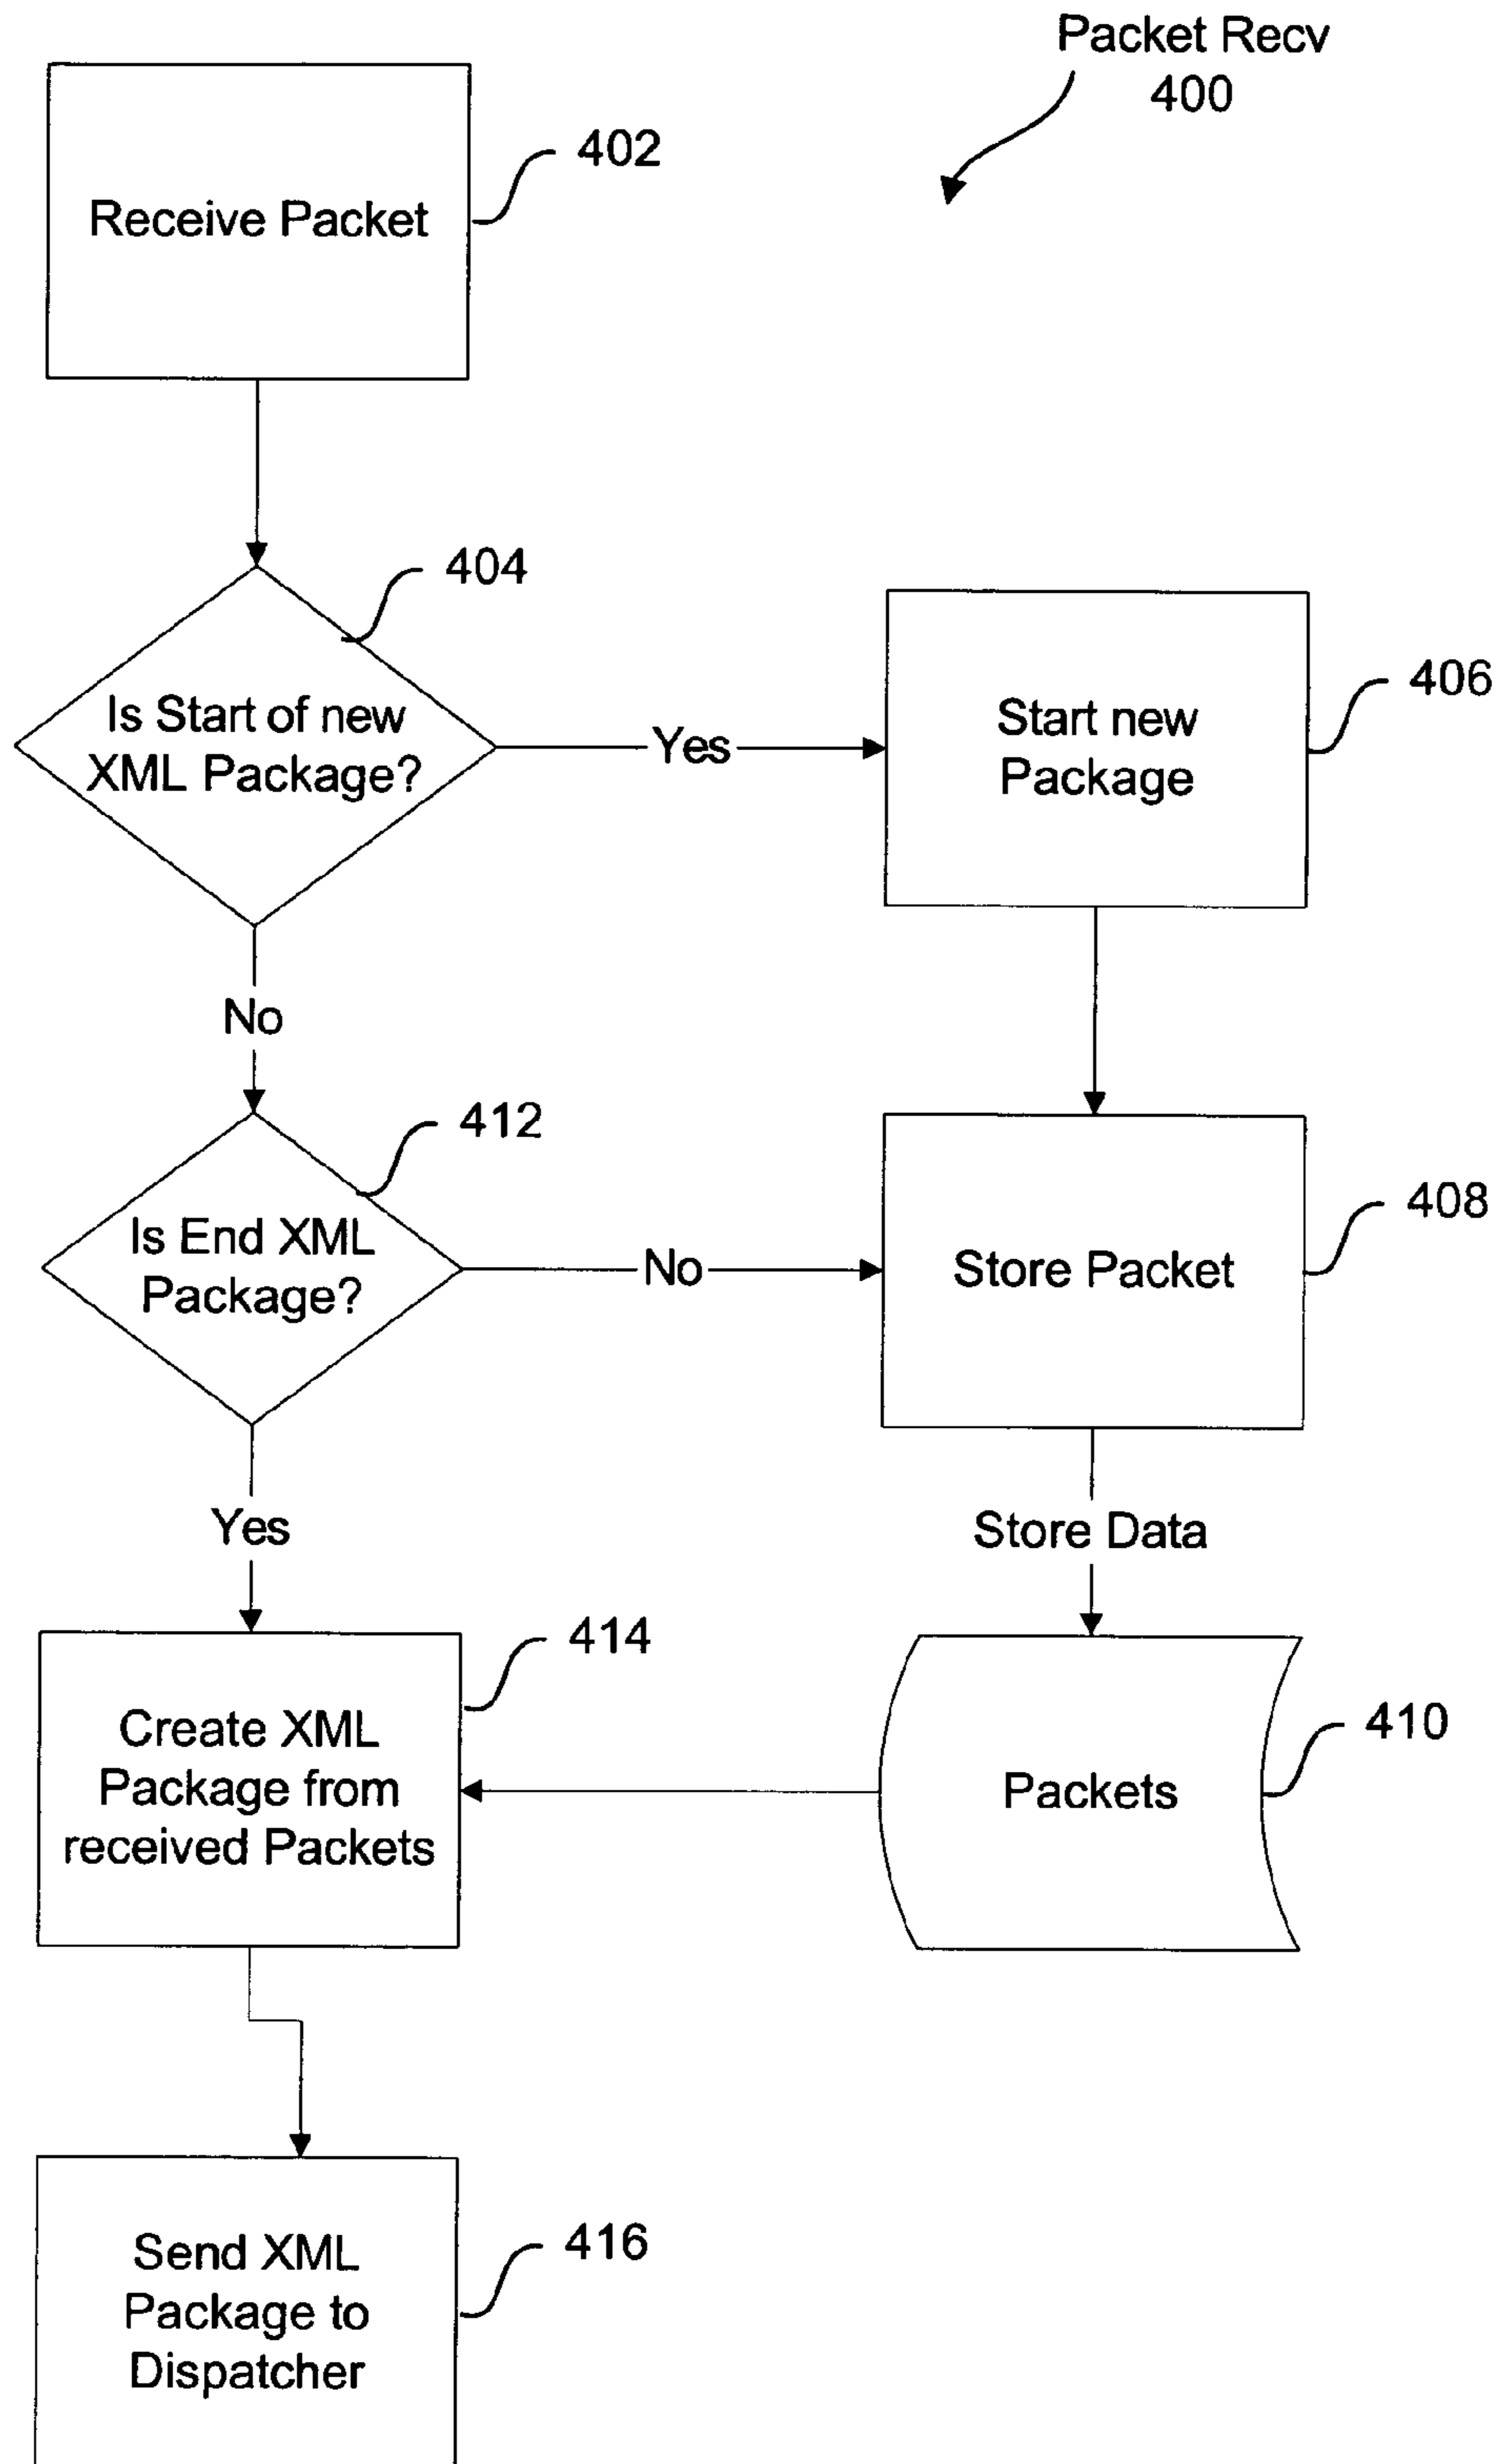 Packet Recv
400
Receive Packet
402
404
Is Start of new
XML Package?
Yes
Start new
Package
406
No
412
Is End XML
Package?
No
Store Packet
408
Yes
Store Data
414
Create XML
Package from
received Packets
Packets
410
Send XML
Package to
Dispatcher
416